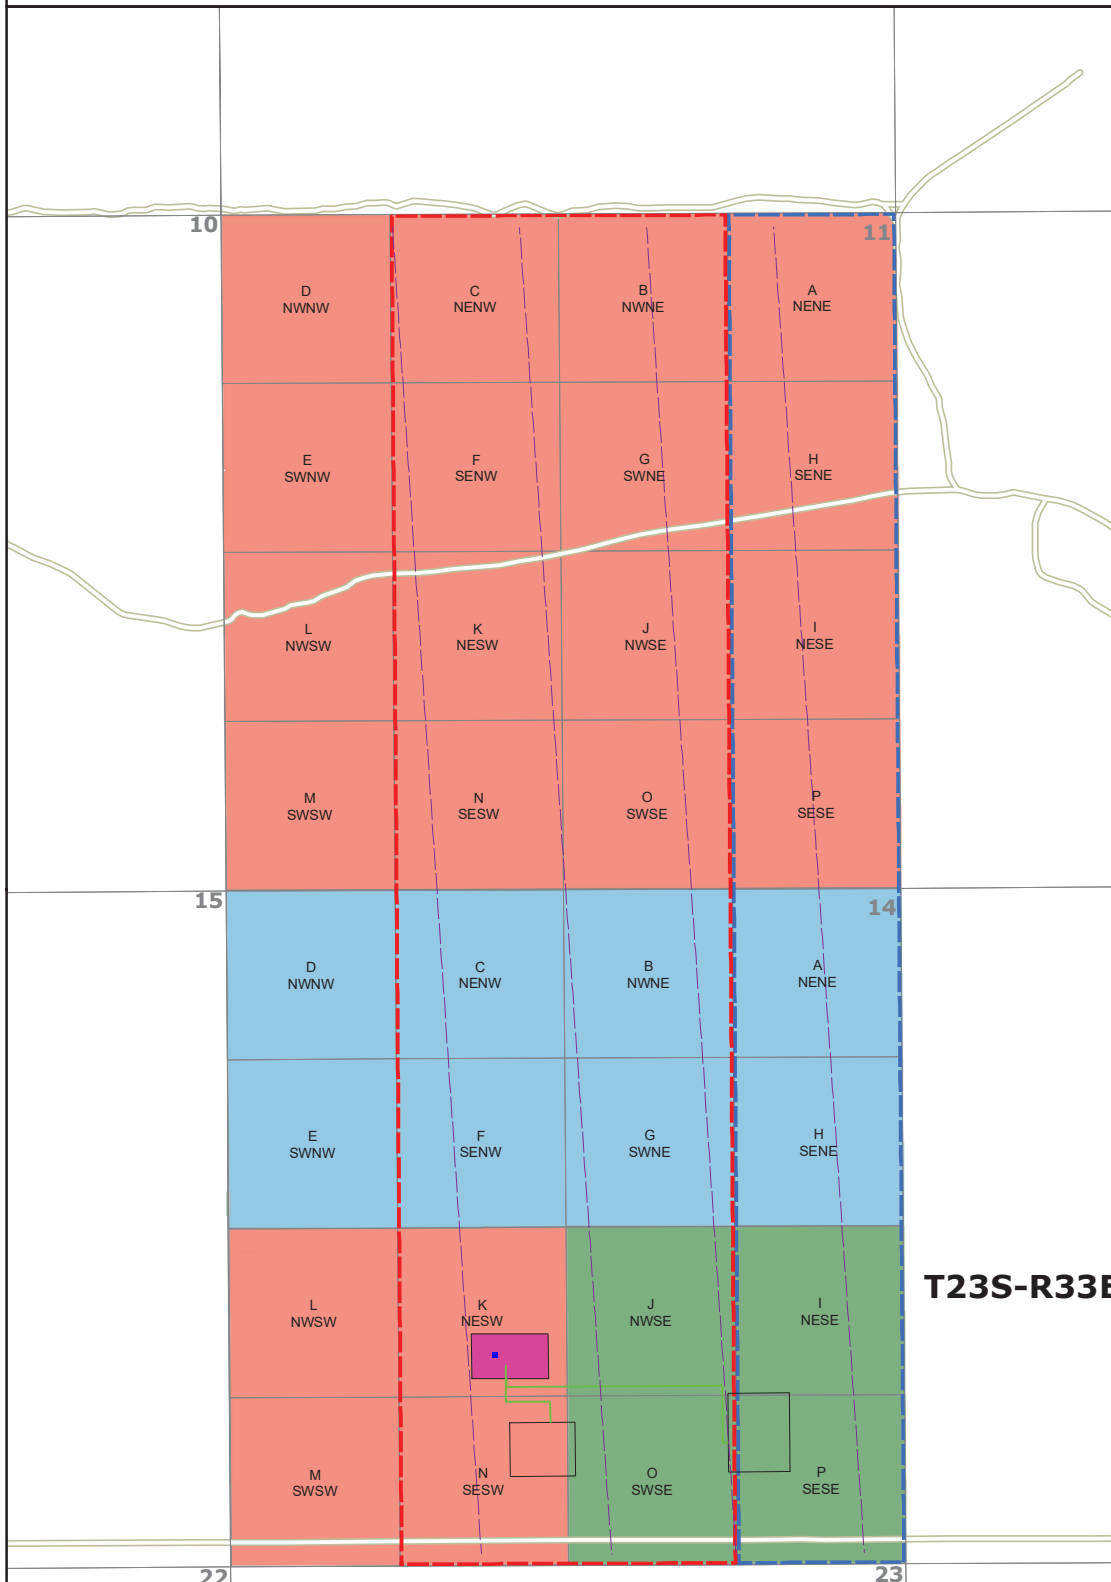 10
11
D
NWNW
C
NENW
B
NWNE
A
NENE
E
SWNW
F
SENW
G
SWNE
H
SENE
L
NWSW
K
NESW
J
NWSE
I
NESE
M
SWSW
N
SESW
O
SWSE
P
SESE
15
14
D
NWNW
C
NENW
B
NWNE
A
NENE
E
SWNW
F
SENW
G
SWNE
H
SENE
T23S-R33E
L
NWSW
K
NESW
J
NWSE
I
NESE
M
SWSW
N
SESW
O
SWSE
P
SESE
22
23